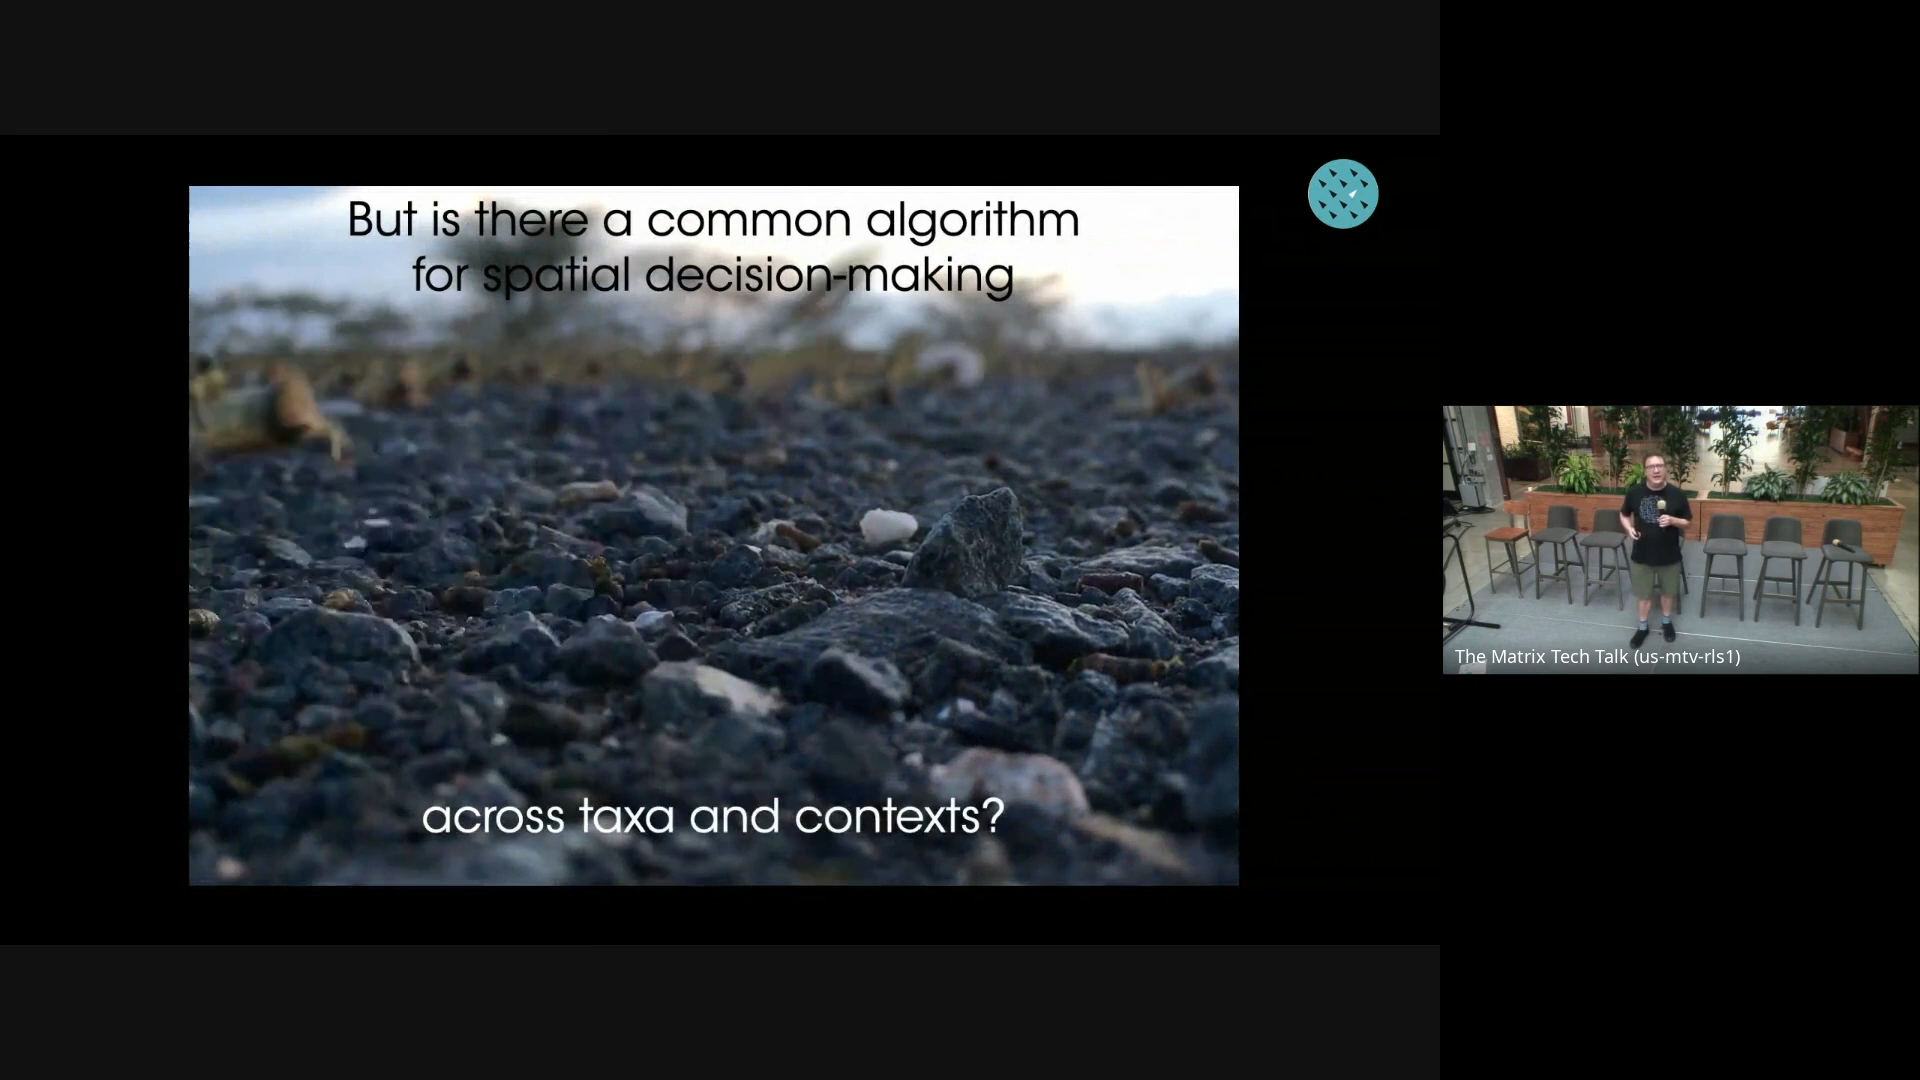 But is there a common algorithm
for spatial decision-making
across taxa and contexts?
The Matrix Tech Talk (us-mtv-rls1)